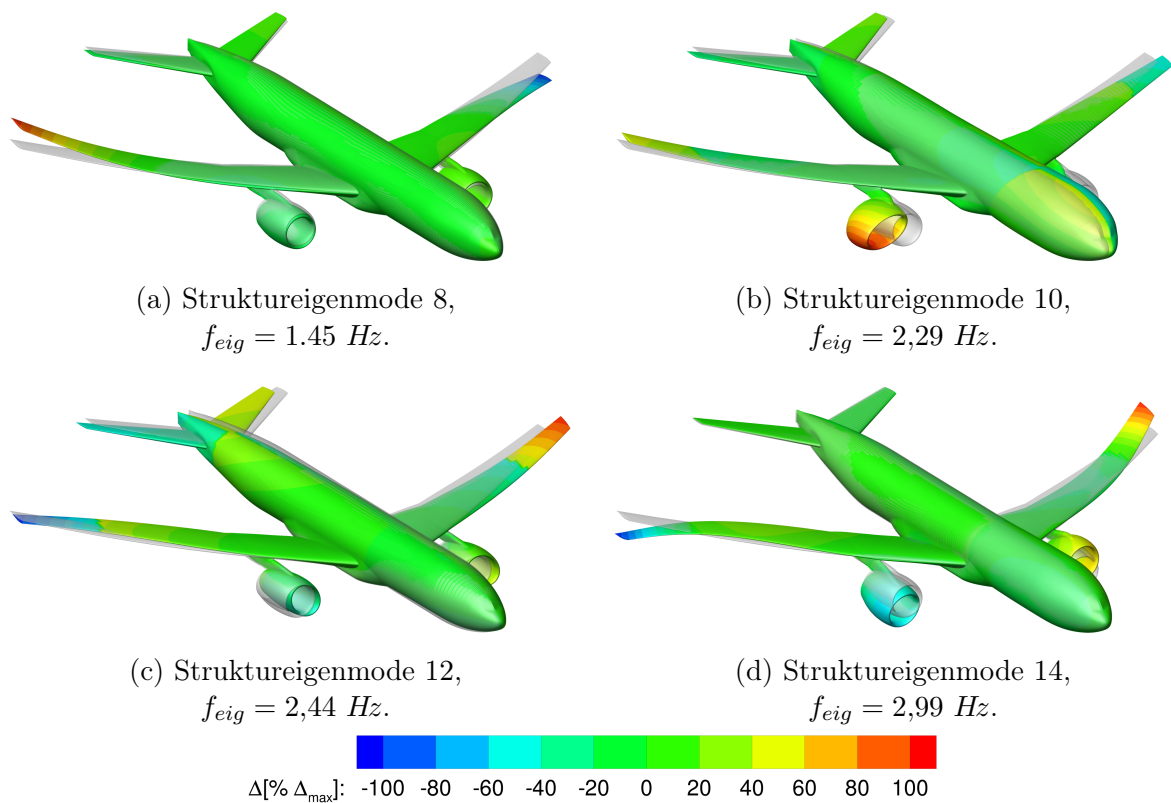 (a) Struktureigenmode 8,
f_eig = 1.45 Hz.
(b) Struktureigenmode 10,
f_eig = 2,29 Hz.
(c) Struktureigenmode 12,
f_eig = 2,44 Hz.
(d) Struktureigenmode 14,
f_eig = 2,99 Hz.
Δ[% Δ_max]: -100 -80 -60 -40 -20 0 20 40 60 80 100